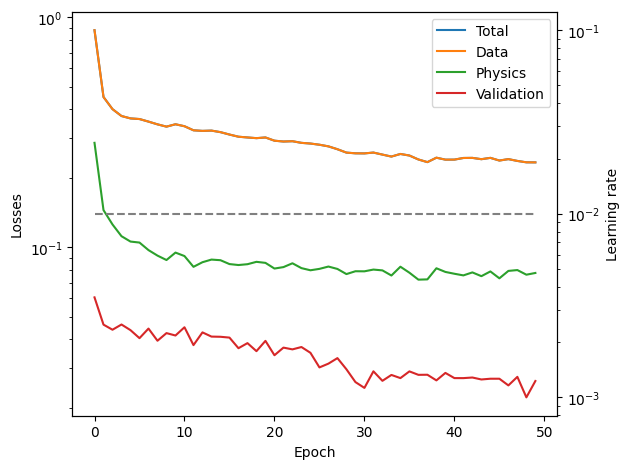 10⁰
10⁻¹
Losses
Total
Data
Physics
Validation
10⁻¹
10⁻²
10⁻³
Learning rate
0
10
20
30
40
50
Epoch